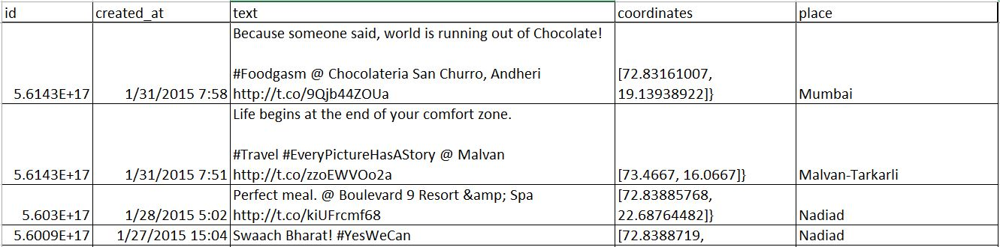 id created_at text coordinates place
Because someone said, world is running out of Chocolate!
#Foodgasm @ Chocolateria San Churro, Andheri [72.83161007,
5.6143E+17 1/31/2015 7:58 http://t.co/9Qjb44ZOUa 19.13938922]} Mumbai
Life begins at the end of your comfort zone.
#Travel #EveryPictureHasAStory @ Malvan
5.6143E+17 1/31/2015 7:51 http://t.co/zzoEWVOo2a [73.4667, 16.0667]} Malvan-Tarkarli
Perfect meal. @ Boulevard 9 Resort &amp; Spa [72.83885768,
5.603E+17 1/28/2015 5:02 http://t.co/kiUFrcmf68 22.68764482]} Nadiad
5.6009E+17 1/27/2015 15:04 Swaach Bharat! #YesWeCan [72.8388719, Nadiad